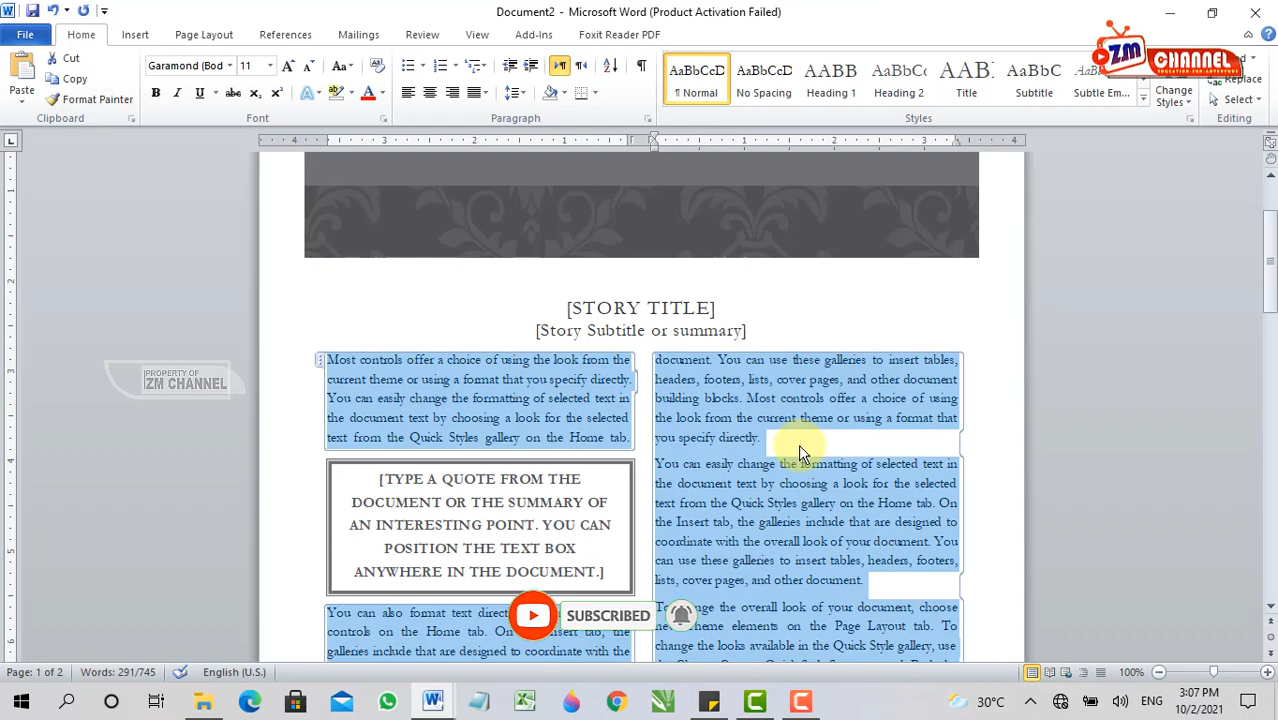 Document2 - Microsoft Word (Product Activation Failed)
File Home Insert Page Layout References Mailings Review View Add-Ins Foxit Reader PDF
ZM CHANNEL
Cut
Copy
Format Painter
Paste
Clipboard
Garamond (Bod 11
Font
Paragraph
AaBbCcD AaBbCcD AABB AaBbCc AAB AaBbC
¶ Normal No Spacing Heading 1 Heading 2 Title Subtitle Subtle Em...
Styles
Change
Styles
Replace
Select
Editing
[STORY TITLE]
[Story Subtitle or summary]
Most controls offer a choice of using the look from the
current theme or using a format that you specify directly.
You can easily change the formatting of selected text in
the document text by choosing a look for the selected
text from the Quick Styles gallery on the Home tab.
[TYPE A QUOTE FROM THE
DOCUMENT OR THE SUMMARY OF
AN INTERESTING POINT. YOU CAN
POSITION THE TEXT BOX
ANYWHERE IN THE DOCUMENT.]
You can also format text
controls on the Home tab. On
galleries include that are designed to coordinate with the
document. You can use these galleries to insert tables,
headers, footers, lists, cover pages, and other document
building blocks. Most controls offer a choice of using
the look from the current theme or using a format that
you specify directly.
You can easily change the formatting of selected text in
the document text by choosing a look for the selected
text from the Quick Styles gallery on the Home tab. On
the Insert tab, the galleries include that are designed to
coordinate with the overall look of your document. You
can use these galleries to insert tables, headers, footers,
lists, cover pages, and other document.
the overall look of your document, choose
elements on the Page Layout tab. To
change the looks available in the Quick Style gallery, use
PROPERTY OF
ZM CHANNEL
SUBSCRIBED
Page: 1 of 2 Words: 291/745 English (U.S.) 100%
30°C ENG 3:07 PM
10/2/2021